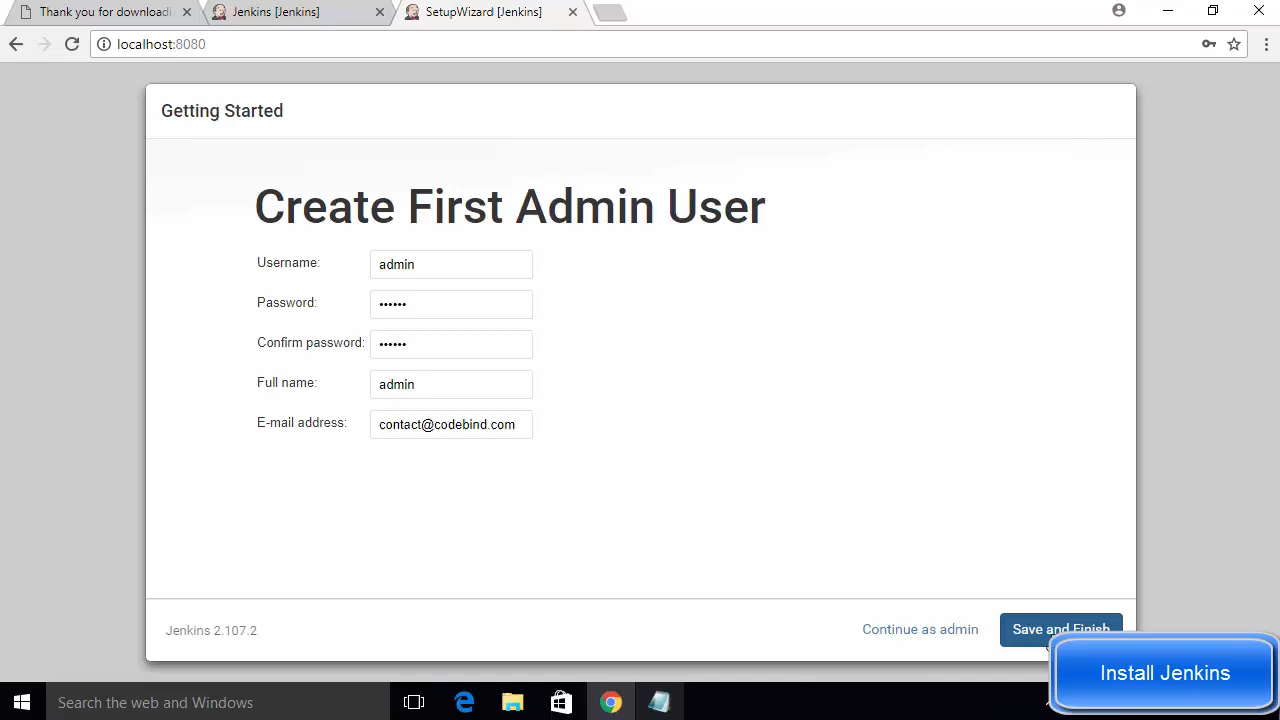 Thank you for downloadi
Jenkins [Jenkins]
SetupWizard [Jenkins]
localhost:8080
Getting Started
Create First Admin User
Username: admin
Password: ••••••
Confirm password: ••••••
Full name: admin
E-mail address: contact@codebind.com
Jenkins 2.107.2
Continue as admin
Save and Finish
Install Jenkins
Search the web and Windows